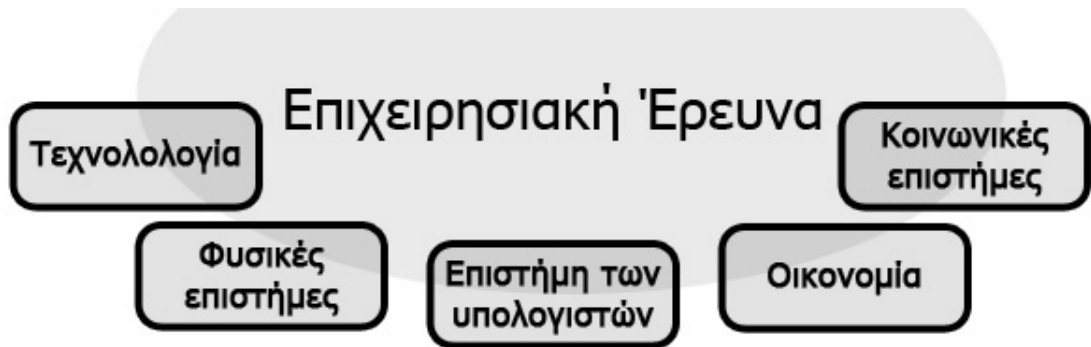 Επιχειρησιακή Έρευνα
Τεχνολολογία
Κοινωνικές
επιστήμες
Φυσικές
επιστήμες
Επιστήμη των
υπολογιστών
Οικονομία